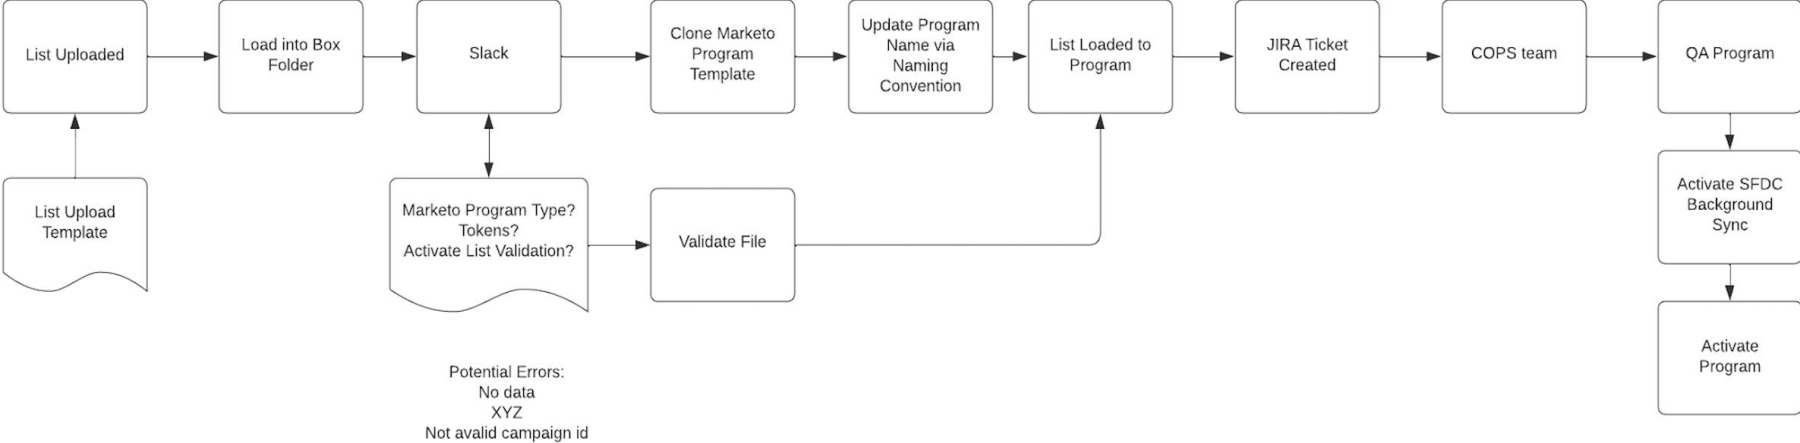 List Uploaded
Load into Box
Folder
Slack
Clone Marketo
Program
Template
Update Program
Name via
Naming
Convention
List Loaded to
Program
JIRA Ticket
Created
COPS team
QA Program
List Upload
Template
Marketo Program Type?
Tokens?
Activate List Validation?
Validate File
Activate SFDC
Background
Sync
Activate
Program
Potential Errors:
No data
XYZ
Not avalid campaign id